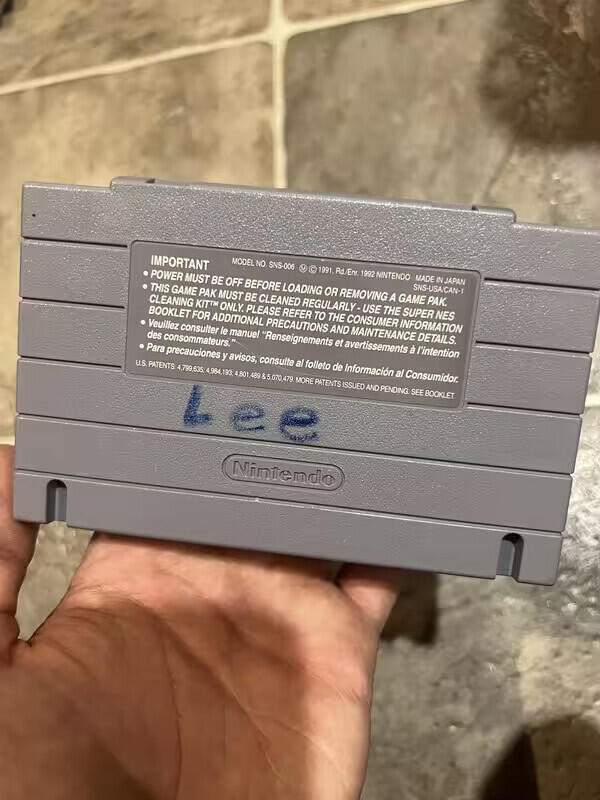 IMPORTANT MODEL NO. SNS-006 Ⓜ © 1991, Rd./Enr. 1992 NINTENDO MADE IN JAPAN
SNS-USA/CAN-1
• POWER MUST BE OFF BEFORE LOADING OR REMOVING A GAME PAK.
• THIS GAME PAK MUST BE CLEANED REGULARLY - USE THE SUPER NES
CLEANING KIT™ ONLY. PLEASE REFER TO THE CONSUMER INFORMATION
BOOKLET FOR ADDITIONAL PRECAUTIONS AND MAINTENANCE DETAILS.
• Veuillez consulter le manuel "Renseignements et avertissements à l'intention
des consommateurs."
• Para precauciones y avisos, consulte al folleto de Información al Consumidor.
U.S. PATENTS: 4,799,635; 4,984,193; 4,801,489 & 5,070,479. MORE PATENTS ISSUED AND PENDING. SEE BOOKLET.
Lee
Nintendo